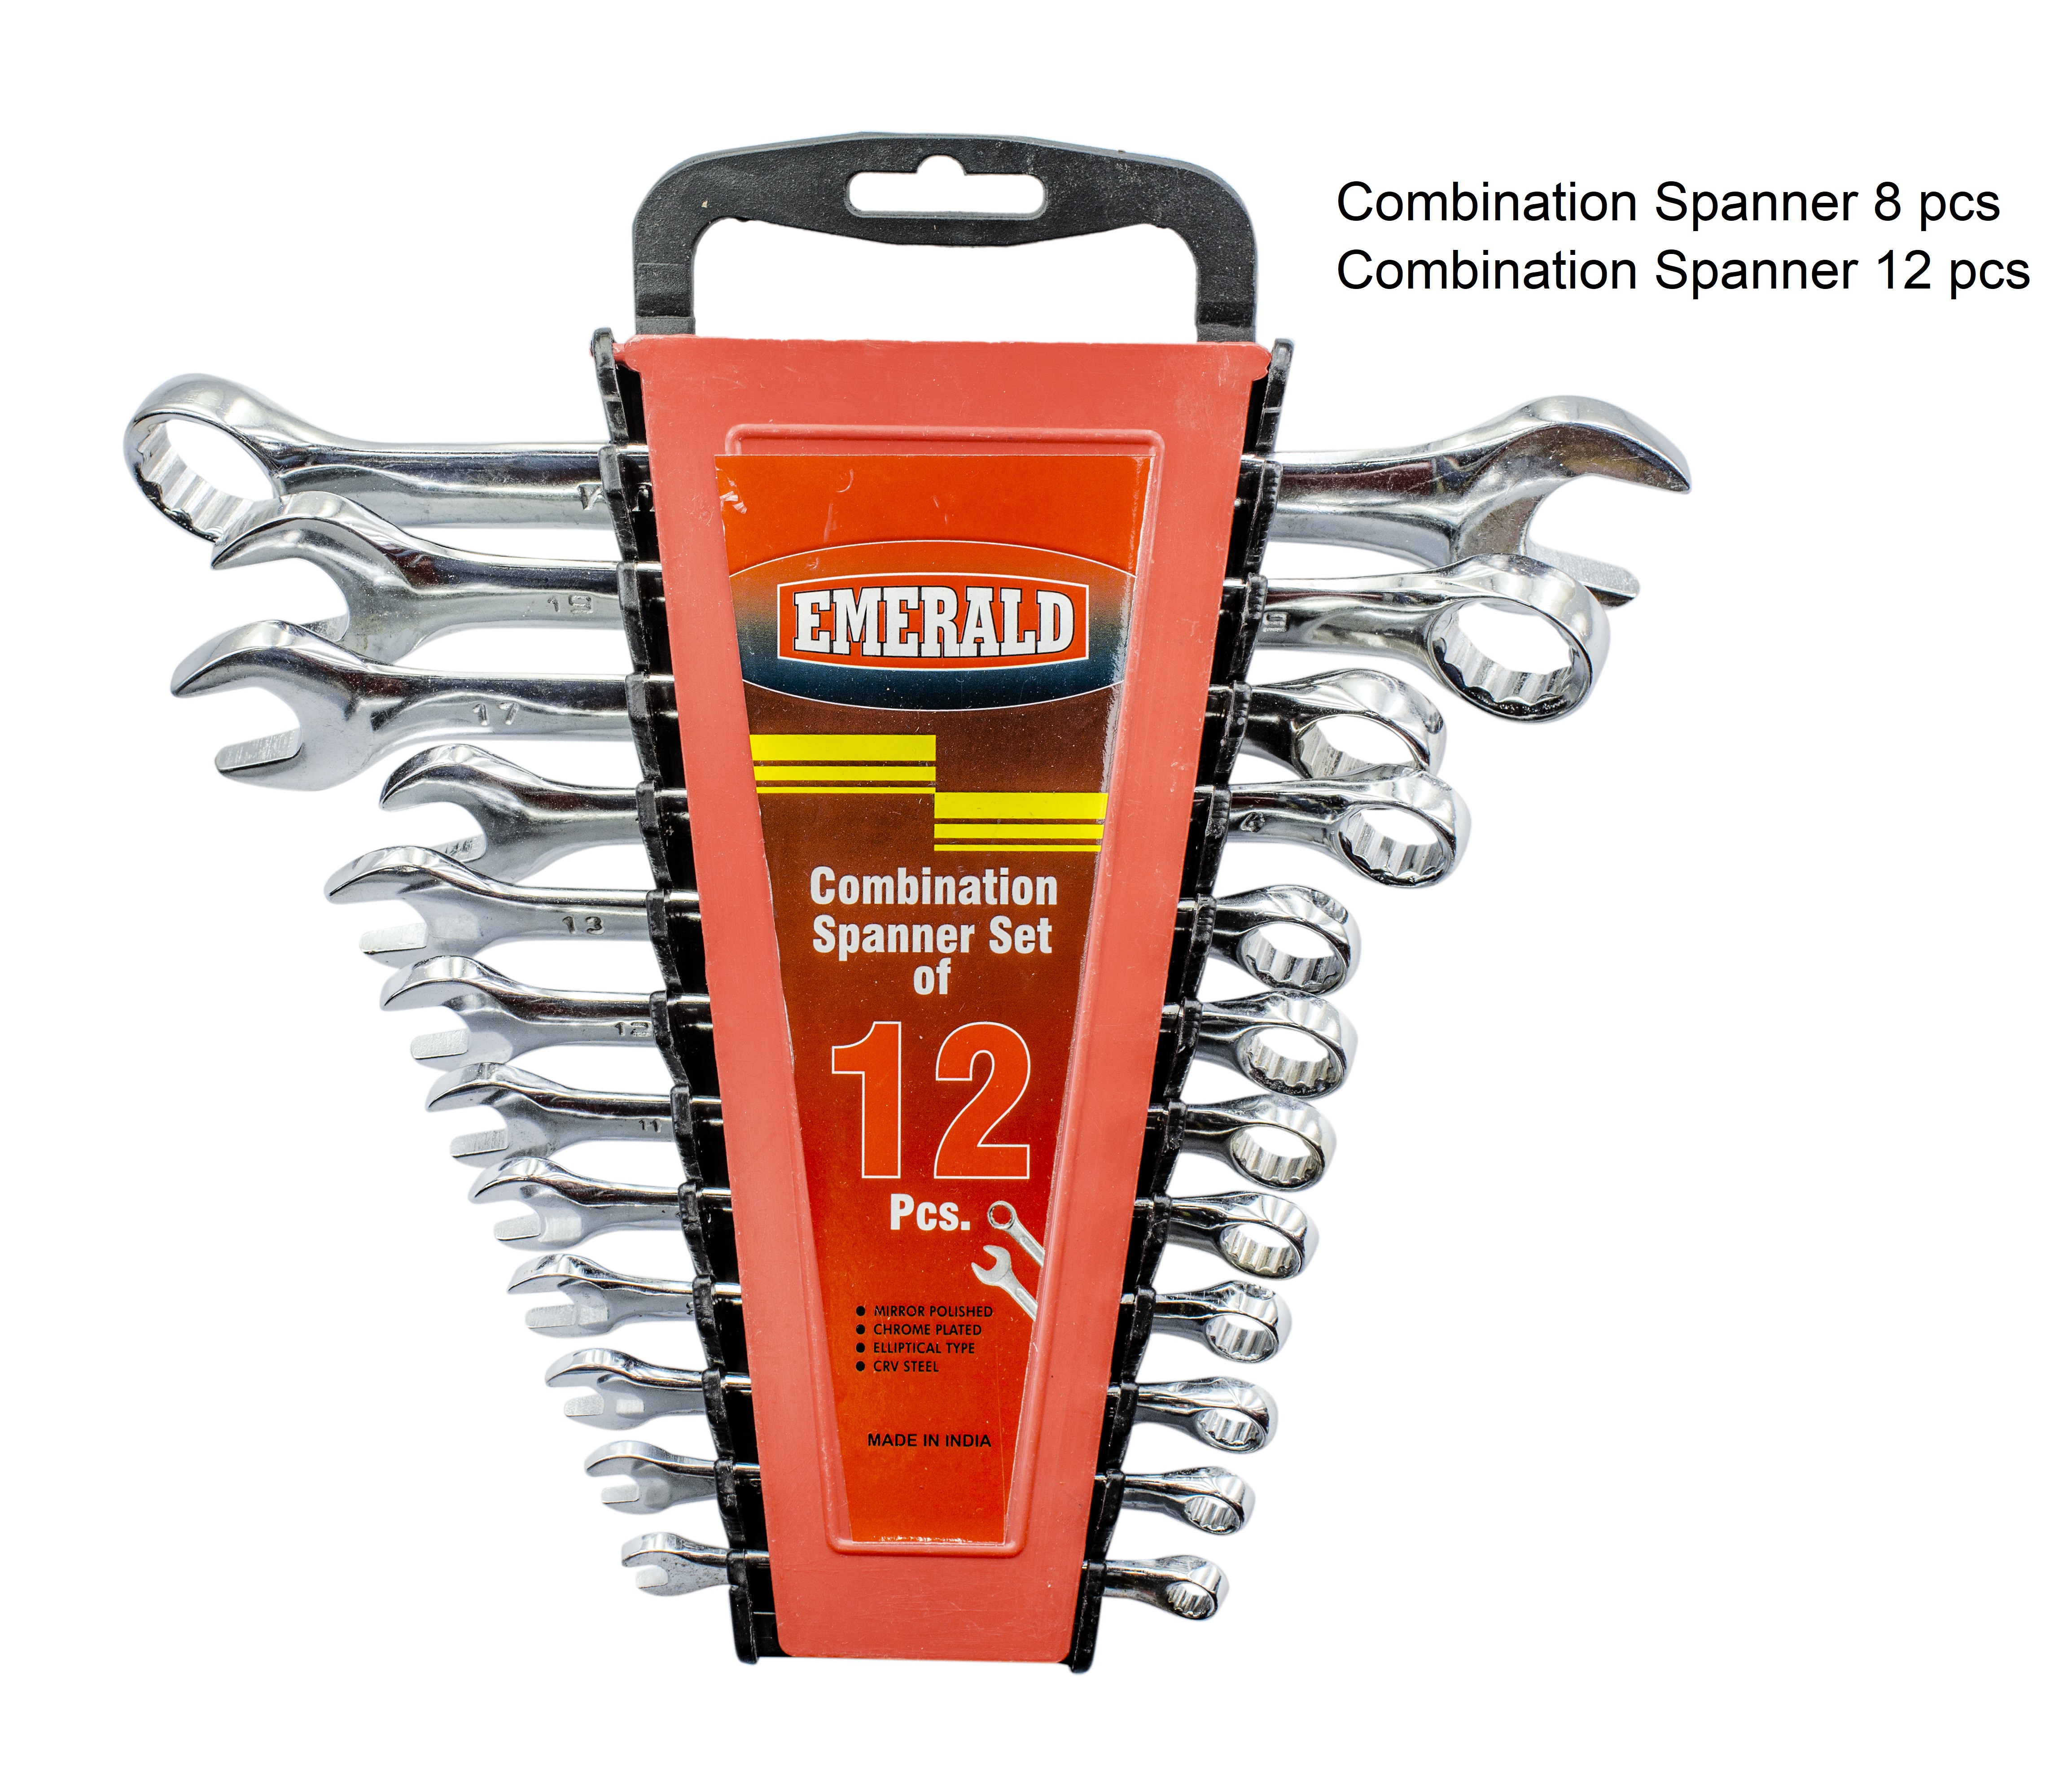 Combination Spanner 8 pcs
Combination Spanner 12 pcs
EMERALD
19
17
13
12
11
Combination
Spanner Set
of
12
Pcs.
MIRROR POLISHED
CHROME PLATED
ELLIPTICAL TYPE
CRV STEEL
MADE IN INDIA